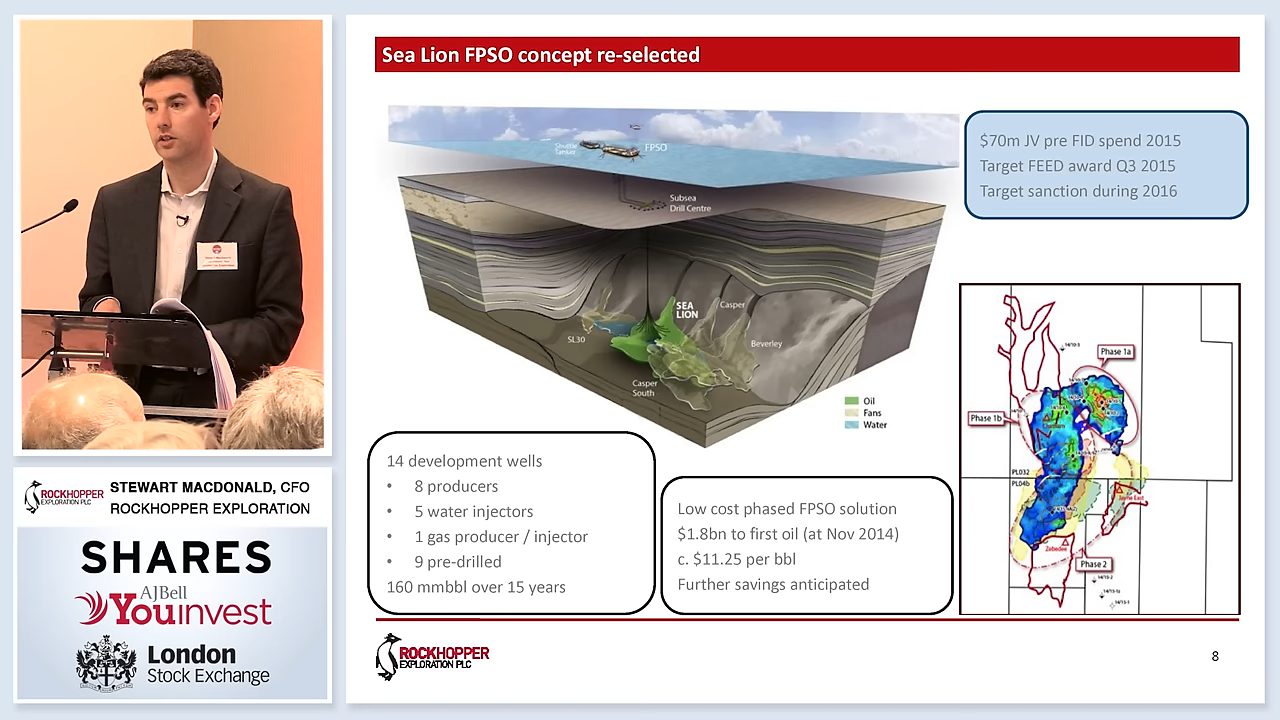 Sea Lion FPSO concept re-selected
Shuttle
Tanker
FPSO
Subsea
Drill Centre
SEA
LION
Casper
SL30
Beverley
Casper
South
Oil
Fans
Water
$70m JV pre FID spend 2015
Target FEED award Q3 2015
Target sanction during 2016
Phase 1a
Phase 1b
PL032
PL04b
Jayne East
Zebedee
Phase 2
14 development wells
• 8 producers
• 5 water injectors
• 1 gas producer / injector
• 9 pre-drilled
160 mmbbl over 15 years
Low cost phased FPSO solution
$1.8bn to first oil (at Nov 2014)
c. $11.25 per bbl
Further savings anticipated
ROCKHOPPER
EXPLORATION PLC
8
ROCKHOPPER
EXPLORATION PLC
STEWART MACDONALD, CFO
ROCKHOPPER EXPLORATION
SHARES
AJBell
Youinvest
London
Stock Exchange